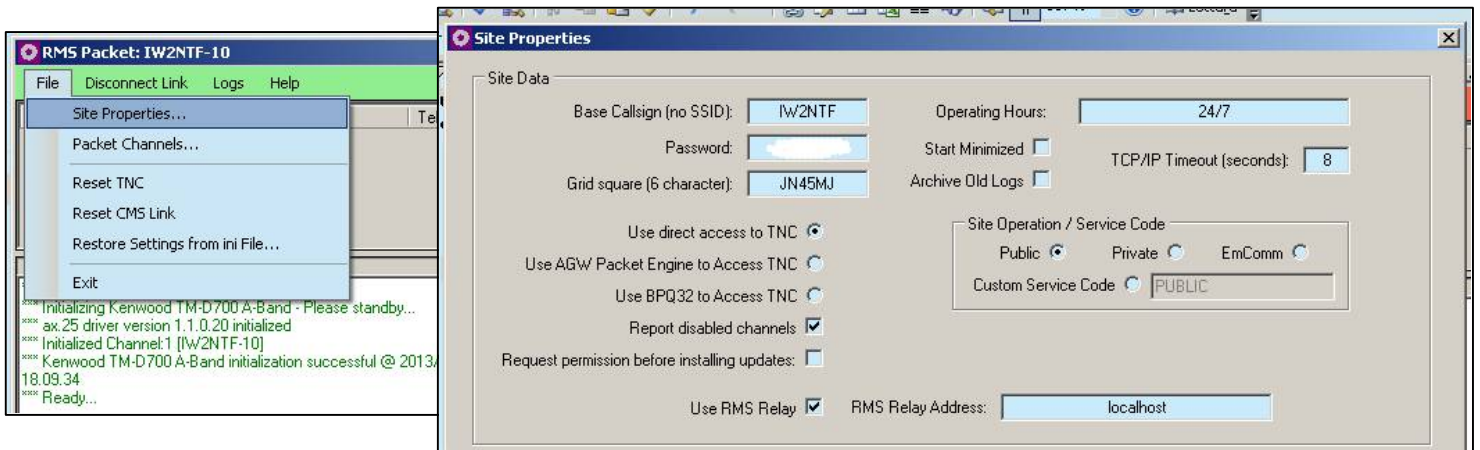 RMS Packet: IW2NTF-10
File Disconnect Link Logs Help
Site Properties...
Packet Channels...
Reset TNC
Reset CMS Link
Restore Settings from ini File...
Exit
Te
*** Initializing Kenwood TM-D700 A-Band - Please standby...
*** ax.25 driver version 1.1.0.20 initialized
*** Initialized Channel:1 [IW2NTF-10]
*** Kenwood TM-D700 A-Band initialization successful @ 2013/
18.09.34
*** Ready...
Site Properties
Site Data
Base Callsign (no SSID): IW2NTF
Operating Hours: 24/7
Password:
Start Minimized
TCP/IP Timeout (seconds): 8
Grid square (6 character): JN45MJ
Archive Old Logs
Use direct access to TNC
Use AGW Packet Engine to Access TNC
Use BPQ32 to Access TNC
Report disabled channels
Request permission before installing updates:
Site Operation / Service Code
Public Private EmComm
Custom Service Code PUBLIC
Use RMS Relay RMS Relay Address: localhost